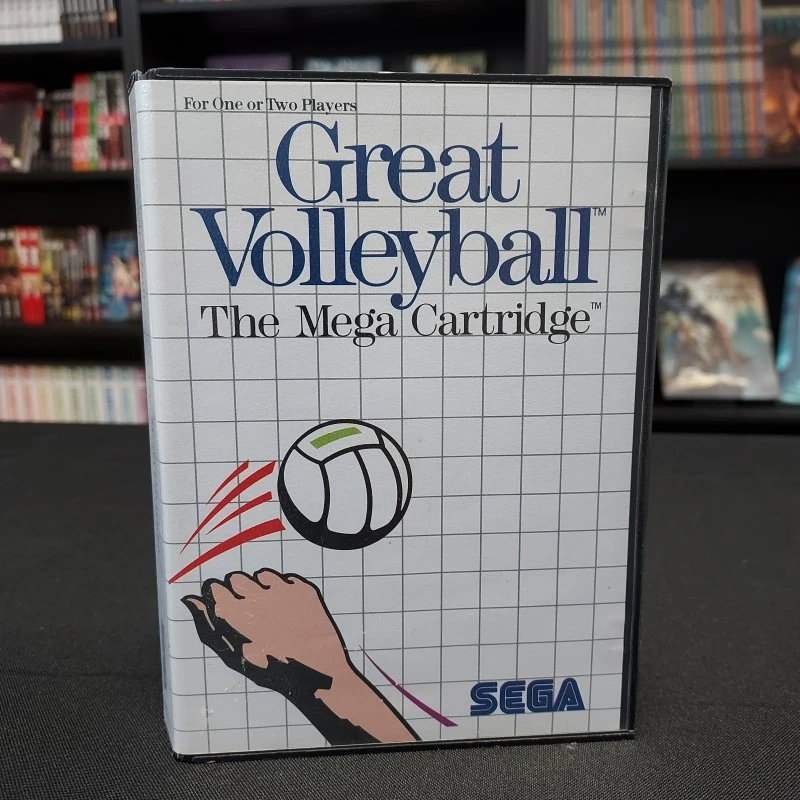 For One or Two Players
Great
Volleyball™
The Mega Cartridge™
SEGA